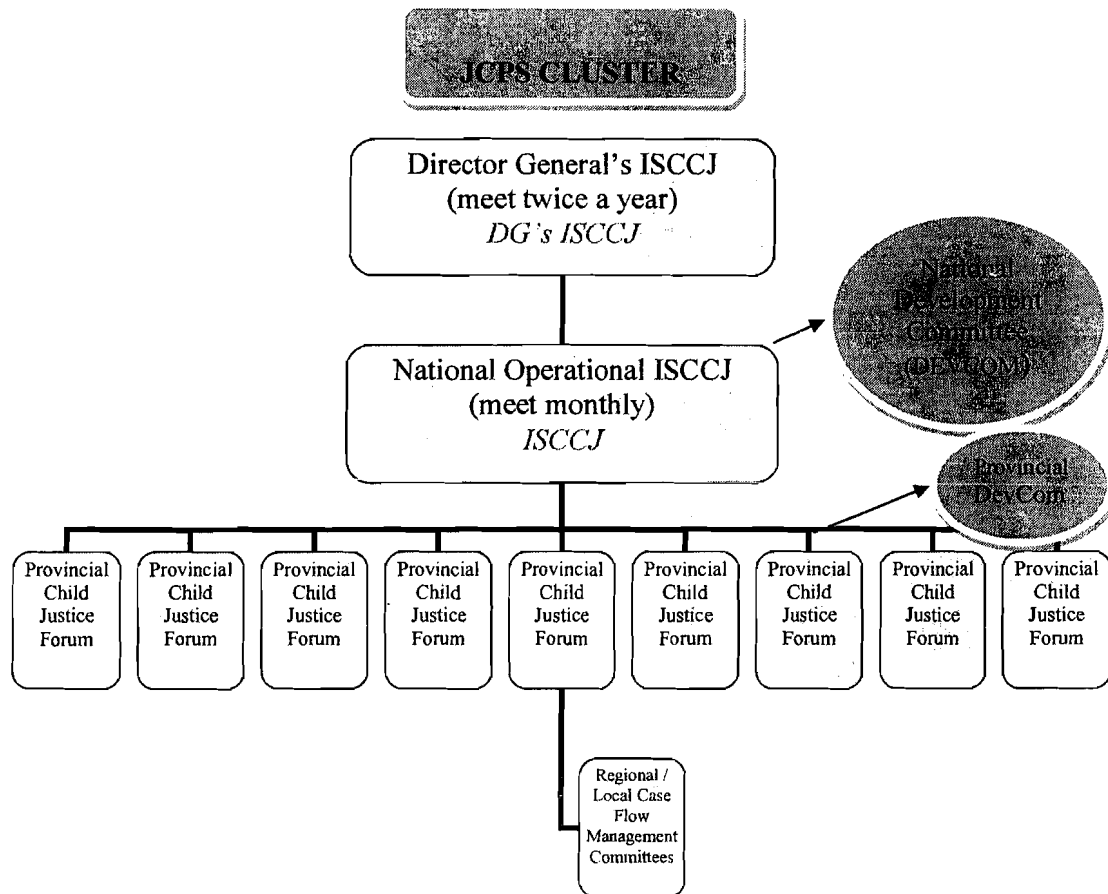 JCPS CLUSTER
Director General's ISCCJ
(meet twice a year)
DG's ISCCJ
National
Development
Committee
(DEVCOM)
National Operational ISCCJ
(meet monthly)
ISCCJ
Provincial
DevCom
Provincial
Child
Justice
Forum
Provincial
Child
Justice
Forum
Provincial
Child
Justice
Forum
Provincial
Child
Justice
Forum
Provincial
Child
Justice
Forum
Provincial
Child
Justice
Forum
Provincial
Child
Justice
Forum
Provincial
Child
Justice
Forum
Provincial
Child
Justice
Forum
Regional /
Local Case
Flow
Management
Committees